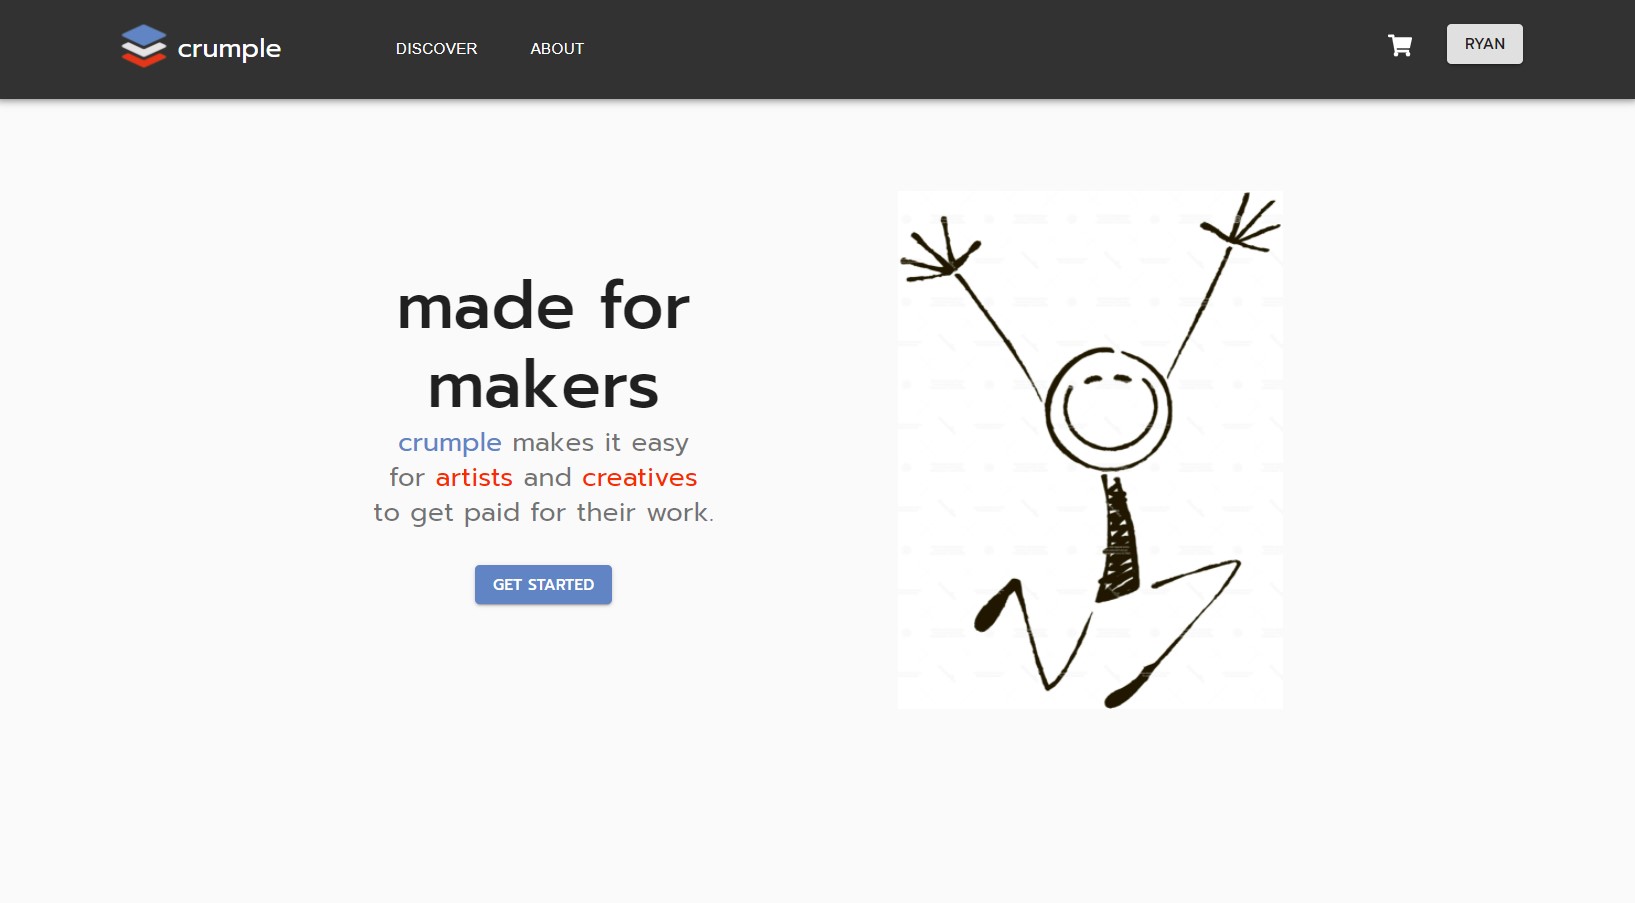 crumple
DISCOVER
ABOUT
RYAN
made for
makers
crumple makes it easy
for artists and creatives
to get paid for their work.
GET STARTED